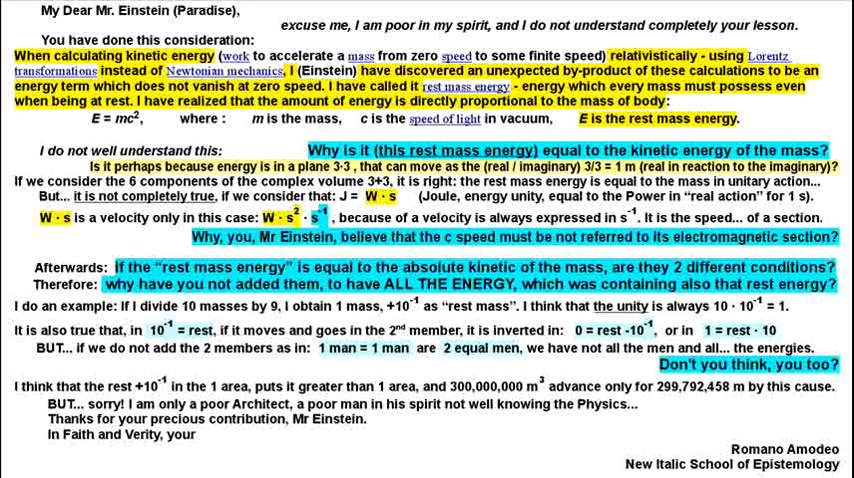 My Dear Mr. Einstein (Paradise),
excuse me, I am poor in my spirit, and I do not understand completely your lesson.
You have done this consideration:
When calculating kinetic energy (work to accelerate a mass from zero speed to some finite speed) relativistically - using Lorentz
transformations instead of Newtonian mechanics, I (Einstein) have discovered an unexpected by-product of these calculations to be an
energy term which does not vanish at zero speed. I have called it rest mass energy - energy which every mass must possess even
when being at rest. I have realized that the amount of energy is directly proportional to the mass of body:
E = mc², where : m is the mass, c is the speed of light in vacuum, E is the rest mass energy.
I do not well understand this: Why is it (this rest mass energy) equal to the kinetic energy of the mass?
Is it perhaps because energy is in a plane 3·3 , that can move as the (real / imaginary) 3/3 = 1 m (real in reaction to the Imaginary)?
If we consider the 6 components of the complex volume 3+3, it is right: the rest mass energy is equal to the mass in unitary action...
But... it is not completely true, if we consider that: J = W · s (Joule, energy unity, equal to the Power in “real action” for 1 s).
W · s is a velocity only in this case: W · s² · s⁻¹ , because of a velocity is always expressed in s⁻¹. It is the speed... of a section.
Why, you, Mr Einstein, believe that the c speed must be not referred to its electromagnetic section?
Afterwards: if the “rest mass energy” is equal to the absolute kinetic of the mass, are they 2 different conditions?
Therefore: why have you not added them, to have ALL THE ENERGY, which was containing also that rest energy?
I do an example: If I divide 10 masses by 9, I obtain 1 mass, +10⁻¹ as “rest mass”. I think that the unity is always 10 · 10⁻¹ = 1.
It is also true that, in 10⁻¹ = rest, if it moves and goes in the 2ⁿᵈ member, it is inverted in: 0 = rest -10⁻¹, or in 1 = rest · 10
BUT... if we do not add the 2 members as in: 1 man = 1 man are 2 equal men, we have not all the men and all... the energies.
Don't you think, you too?
I think that the rest +10⁻¹ in the 1 area, puts it greater than 1 area, and 300,000,000 m³ advance only for 299,792,458 m by this cause.
BUT... sorry! I am only a poor Architect, a poor man in his spirit not well knowing the Physics...
Thanks for your precious contribution, Mr Einstein.
In Faith and Verity, your
Romano Amodeo
New Italic School of Epistemology